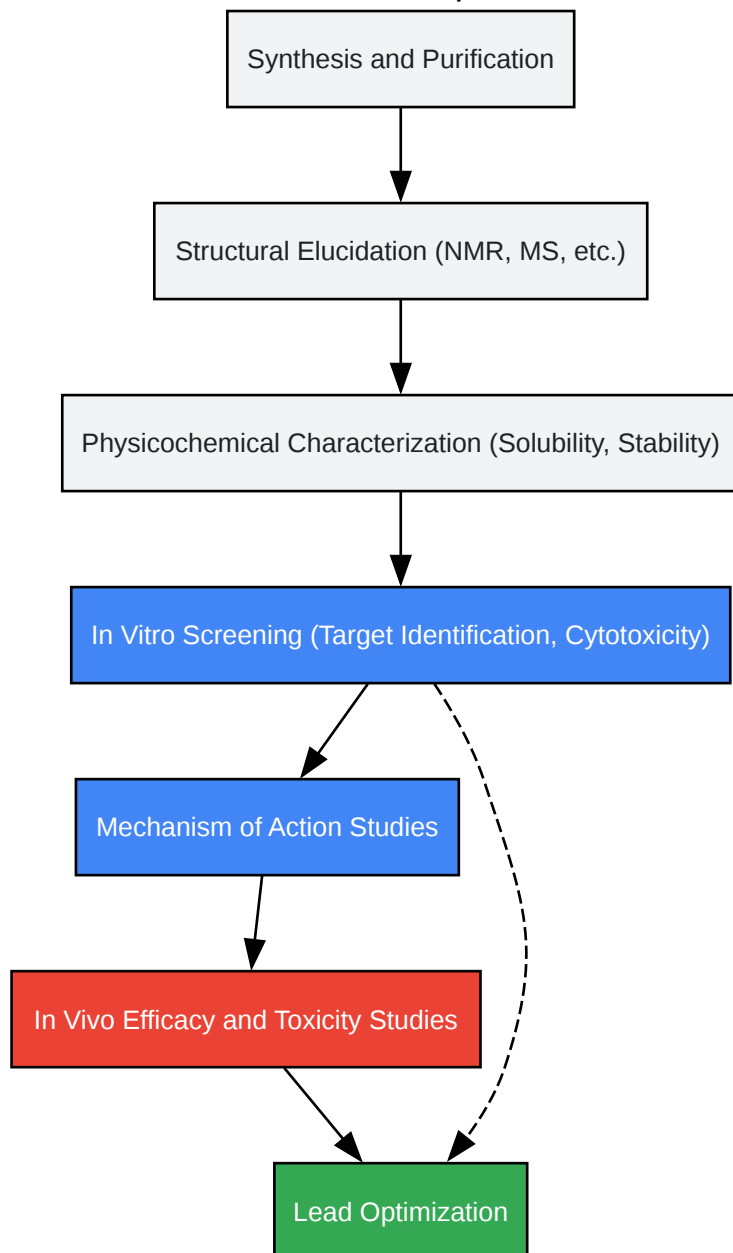 Synthesis and Purification
Structural Elucidation (NMR, MS, etc.)
Physicochemical Characterization (Solubility, Stability)
In Vitro Screening (Target Identification, Cytotoxicity)
Mechanism of Action Studies
In Vivo Efficacy and Toxicity Studies
Lead Optimization